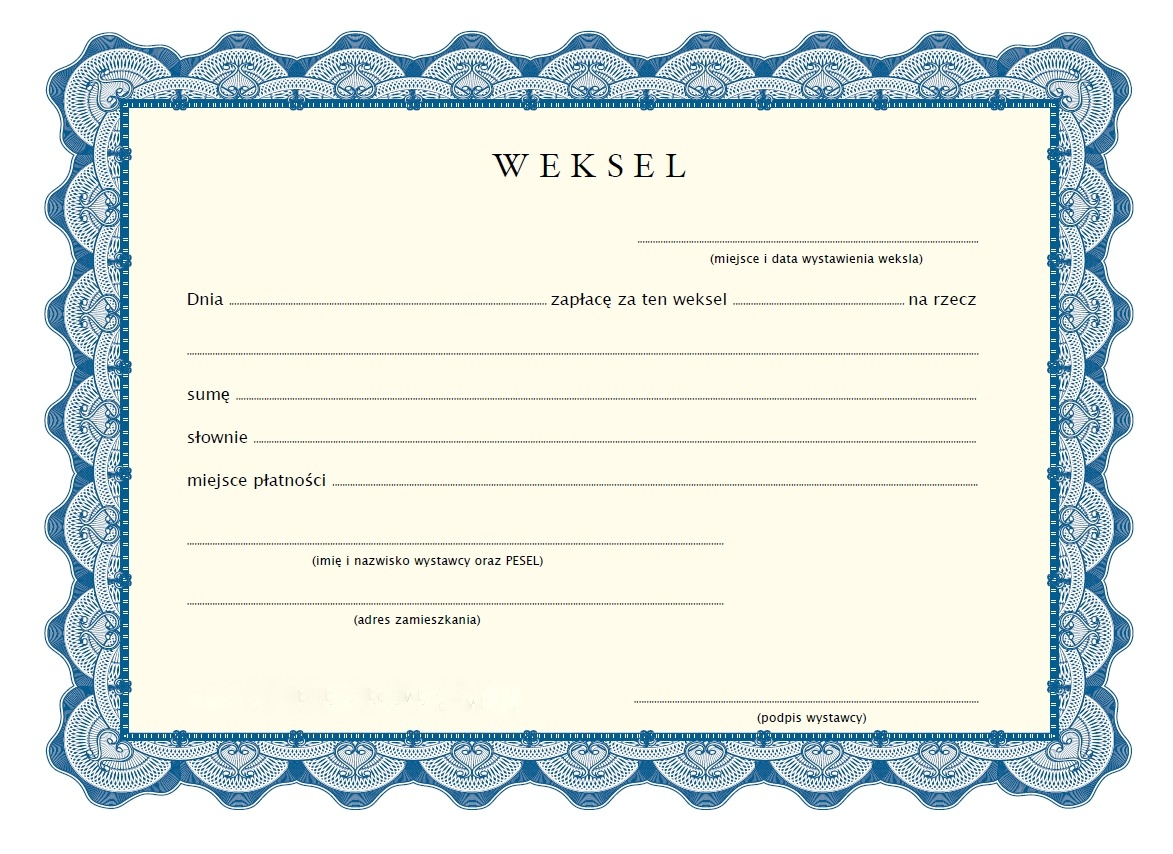 WEKSEL
(miejsce i data wystawienia weksla)
Dnia ........ zapłacę za ten weksel ........ na rzecz
sumę
słownie
miejsce płatności
(imię i nazwisko wystawcy oraz PESEL)
(adres zamieszkania)
(podpis wystawcy)